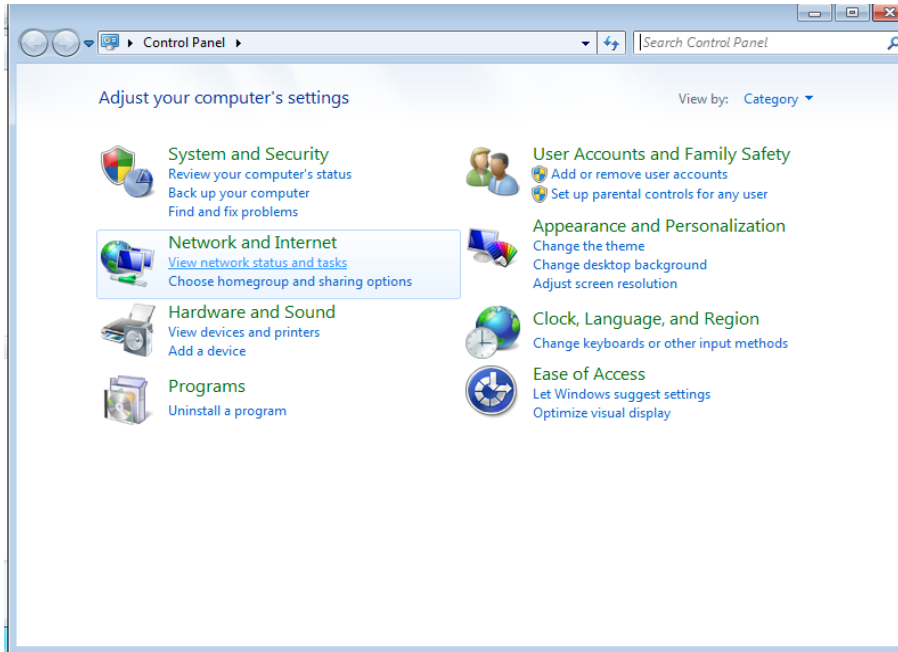 Control Panel
Search Control Panel
Adjust your computer's settings
View by: Category
System and Security
Review your computer's status
Back up your computer
Find and fix problems
Network and Internet
View network status and tasks
Choose homegroup and sharing options
Hardware and Sound
View devices and printers
Add a device
Programs
Uninstall a program
User Accounts and Family Safety
Add or remove user accounts
Set up parental controls for any user
Appearance and Personalization
Change the theme
Change desktop background
Adjust screen resolution
Clock, Language, and Region
Change keyboards or other input methods
Ease of Access
Let Windows suggest settings
Optimize visual display